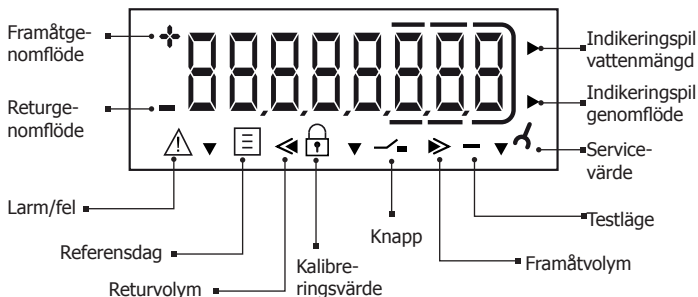 Framåtge-
nomflöde
Returge-
nomflöde
Larm/fel
Referensdag
Returvolym
Kalibre-
ringsvärde
Knapp
Framåtvolym
Testläge
Service-
värde
Indikeringspil
genomflöde
Indikeringspil
vattenmängd